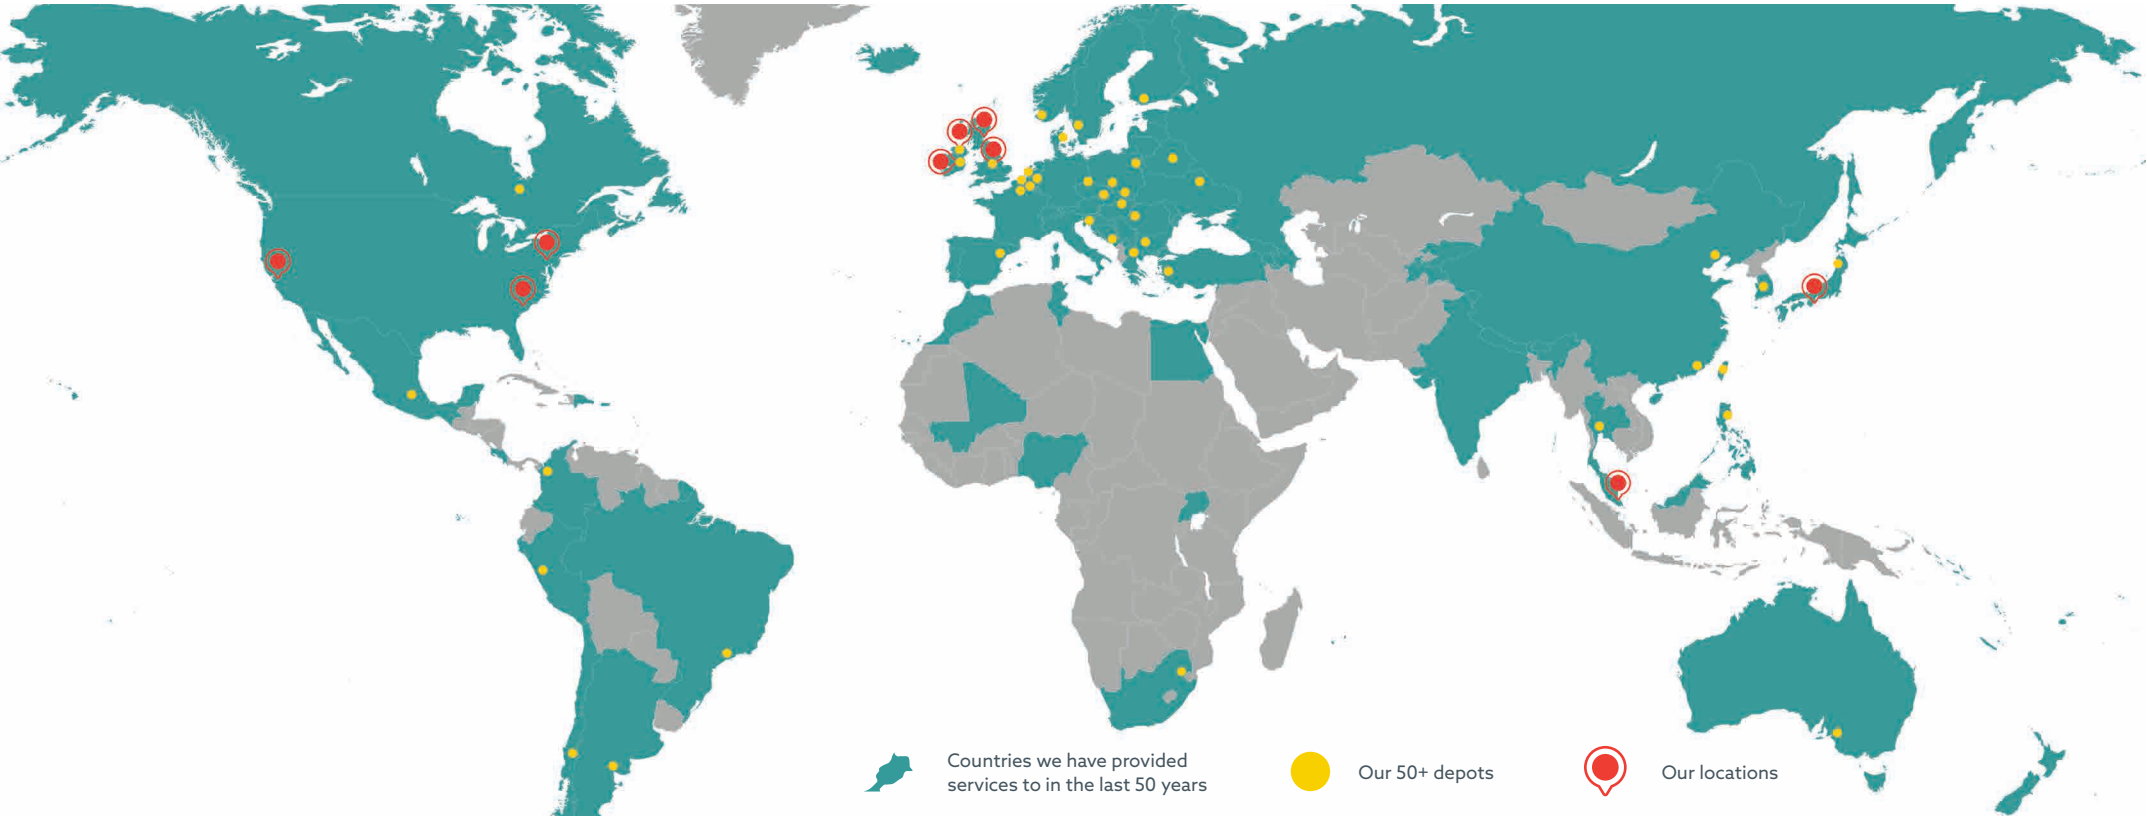 Countries we have provided
services to in the last 50 years
Our 50+ depots
Our locations